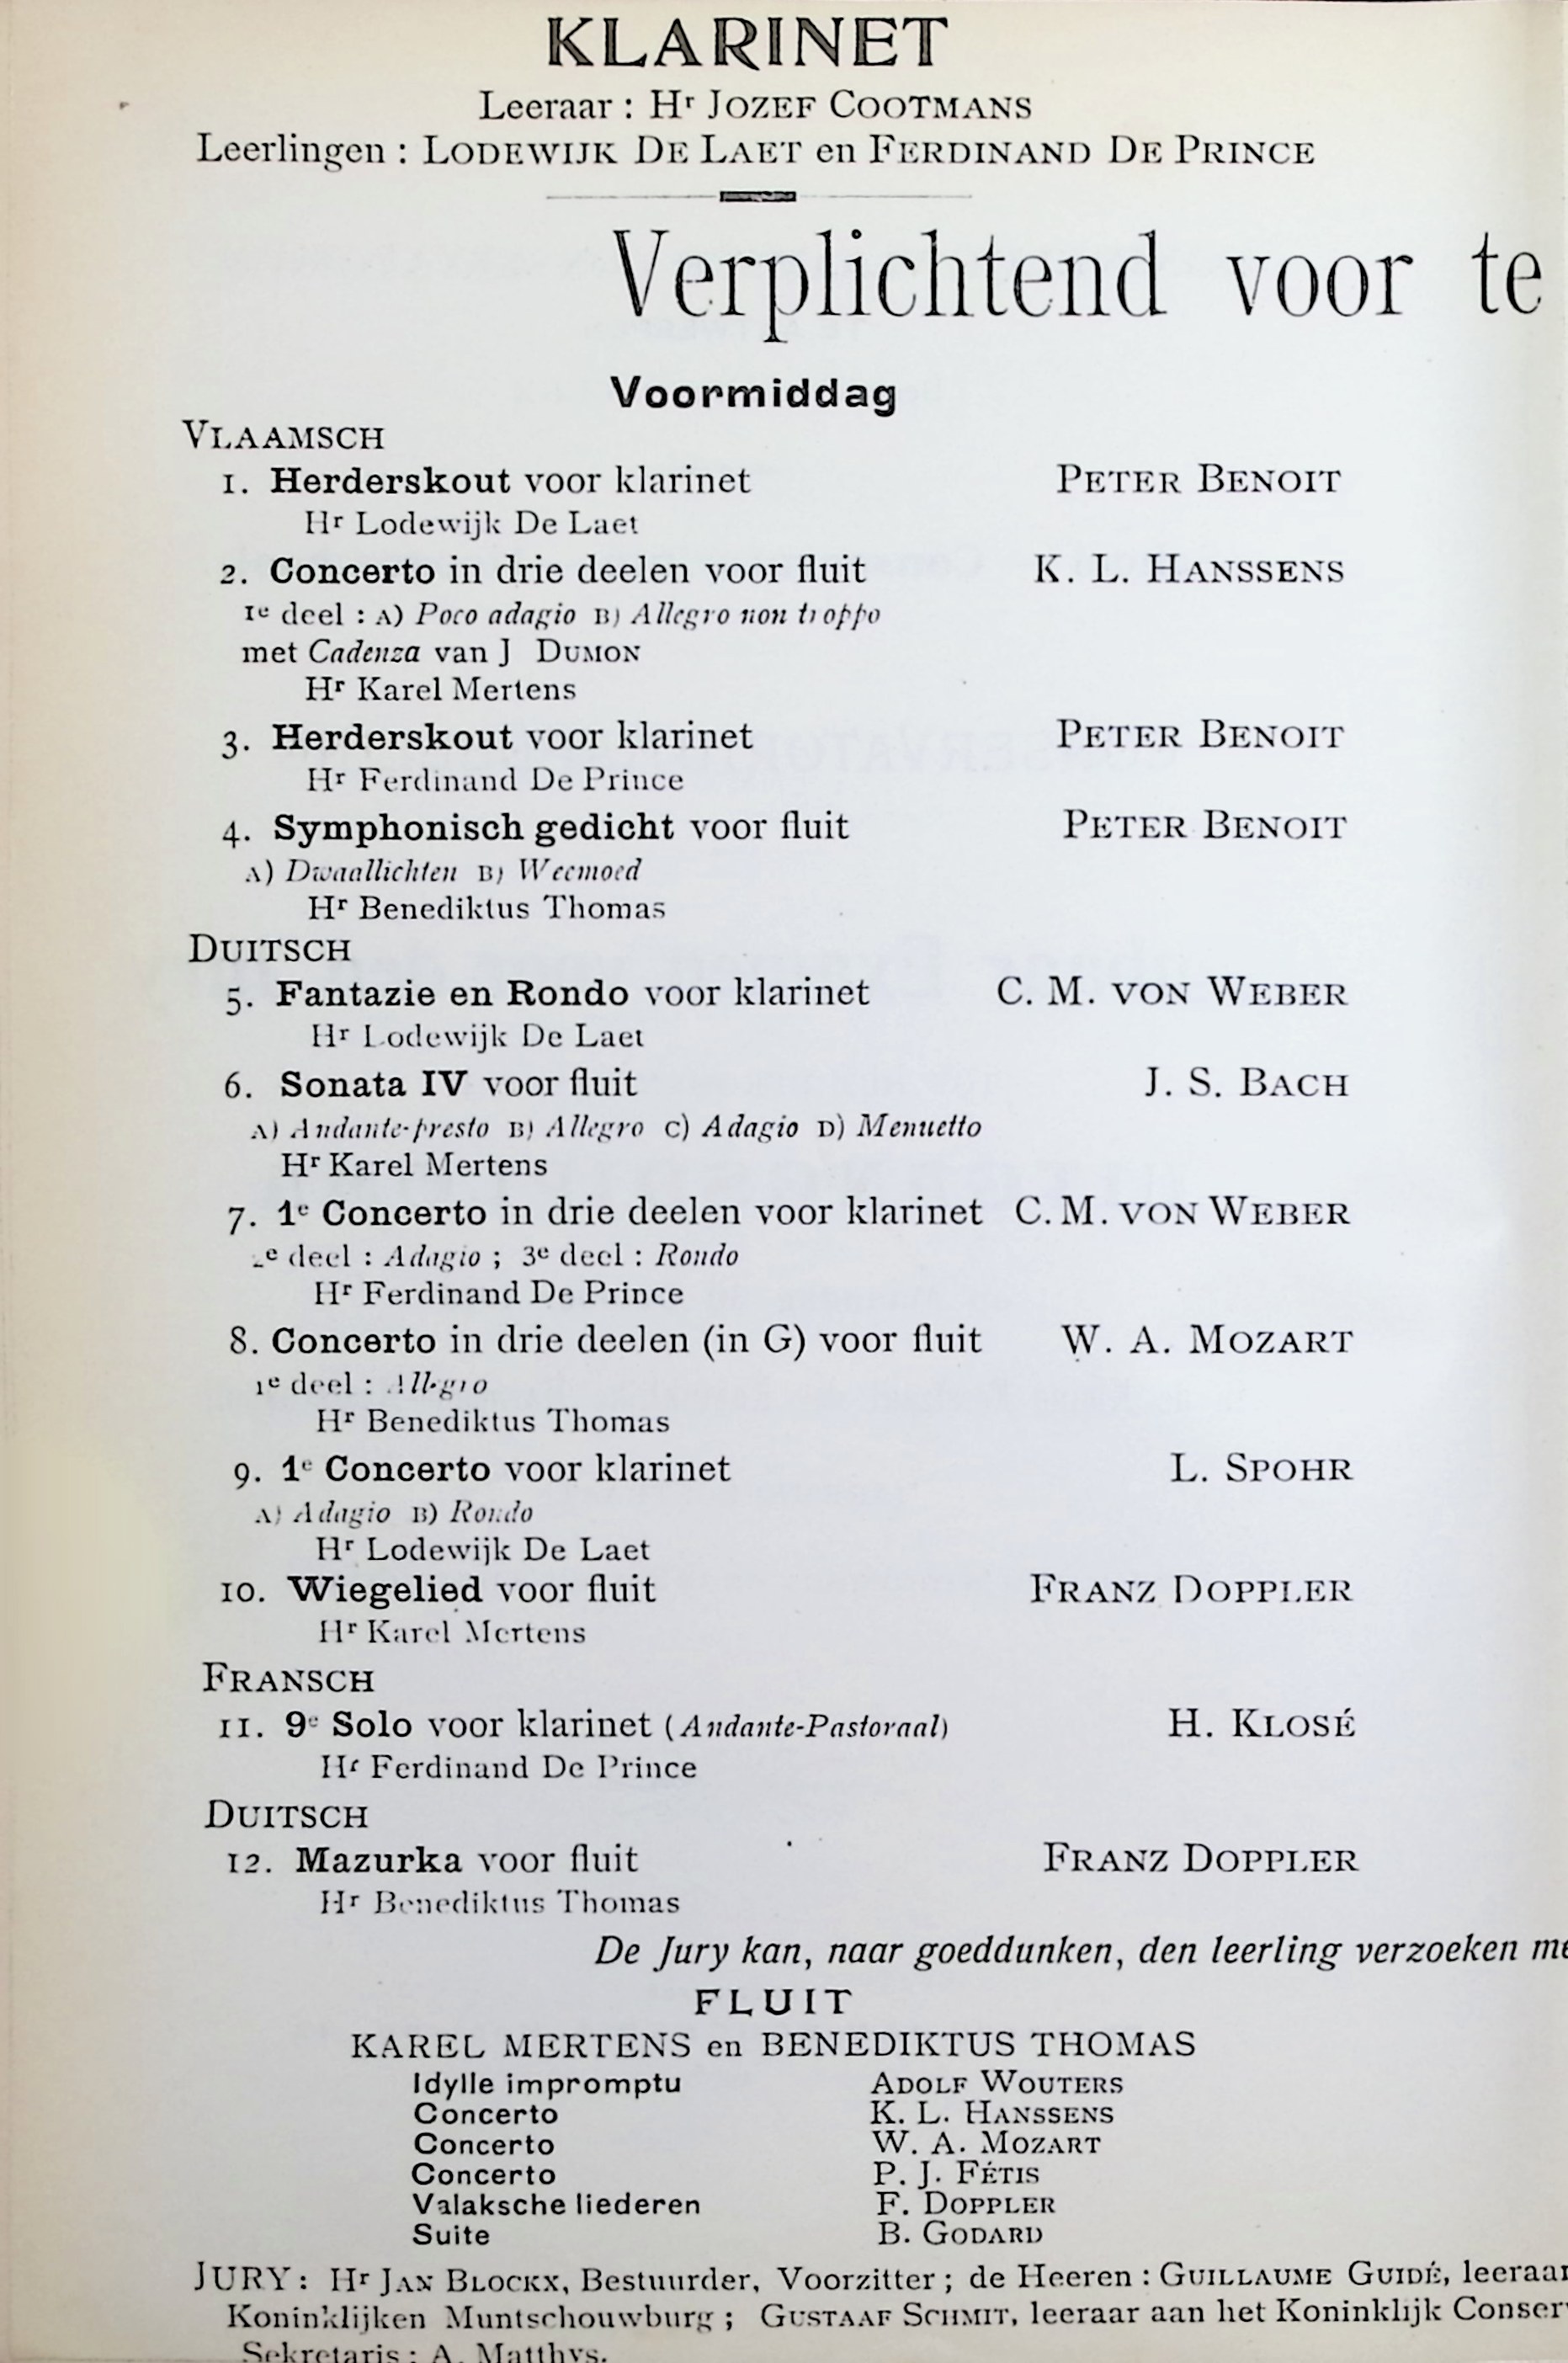 KLARINET
Leeraar : Hr JOZEF COOTMANS
Leerlingen : LODEWIJK DE LAET en FERDINAND DE PRINCE
Verplichtend voor te
Voormiddag
VLAAMSCH
1. Herderskout voor klarinet PETER BENOIT
Hr Lodewijk De Laet
2. Concerto in drie deelen voor fluit K. L. HANSSENS
1e deel : A) Poco adagio B) Allegro non troppo
met Cadenza van J DUMON
Hr Karel Mertens
3. Herderskout voor klarinet PETER BENOIT
Hr Ferdinand De Prince
4. Symphonisch gedicht voor fluit PETER BENOIT
A) Dwaallichten B) Weemoed
Hr Benediktus Thomas
DUITSCH
5. Fantazie en Rondo voor klarinet C. M. VON WEBER
Hr Lodewijk De Laet
6. Sonata IV voor fluit J. S. BACH
A) Andante-presto B) Allegro C) Adagio D) Menuetto
Hr Karel Mertens
7. 1e Concerto in drie deelen voor klarinet C. M. VON WEBER
2e deel : Adagio ; 3e deel : Rondo
Hr Ferdinand De Prince
8. Concerto in drie deelen (in G) voor fluit W. A. MOZART
1e deel : Allegro
Hr Benediktus Thomas
9. 1e Concerto voor klarinet L. SPOHR
A) Adagio B) Rondo
Hr Lodewijk De Laet
10. Wiegelied voor fluit FRANZ DOPPLER
Hr Karel Mertens
FRANSCH
11. 9e Solo voor klarinet (Andante-Pastoraal) H. KLOSÉ
Hr Ferdinand De Prince
DUITSCH
12. Mazurka voor fluit FRANZ DOPPLER
Hr Benediktus Thomas
De Jury kan, naar goeddunken, den leerling verzoeken me
FLUIT
KAREL MERTENS en BENEDIKTUS THOMAS
Idylle impromptu ADOLF WOUTERS
Concerto K. L. HANSSENS
Concerto W. A. MOZART
Concerto P. J. FÉTIS
Valaksche liederen F. DOPPLER
Suite B. GODARD
JURY : Hr JAN BLOCKX, Bestuurder, Voorzitter ; de Heeren : GUILLAUME GUIDÉ, leeraar
Koninklijken Muntschouwburg ; GUSTAAF SCHMIT, leeraar aan het Koninklijk Conser
Sekretaris : A. Matthys.